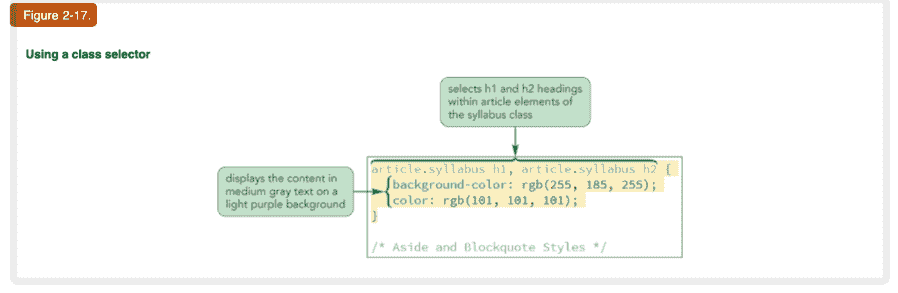 Figure 2-17.
Using a class selector
selects h1 and h2 headings
within article elements of
the syllabus class
article.syllabus h1, article.syllabus h2 {
displays the content in
medium gray text on a
light purple background
background-color: rgb(255, 185, 255);
color: rgb(101, 101, 101);
}
/* Aside and Blockquote Styles */